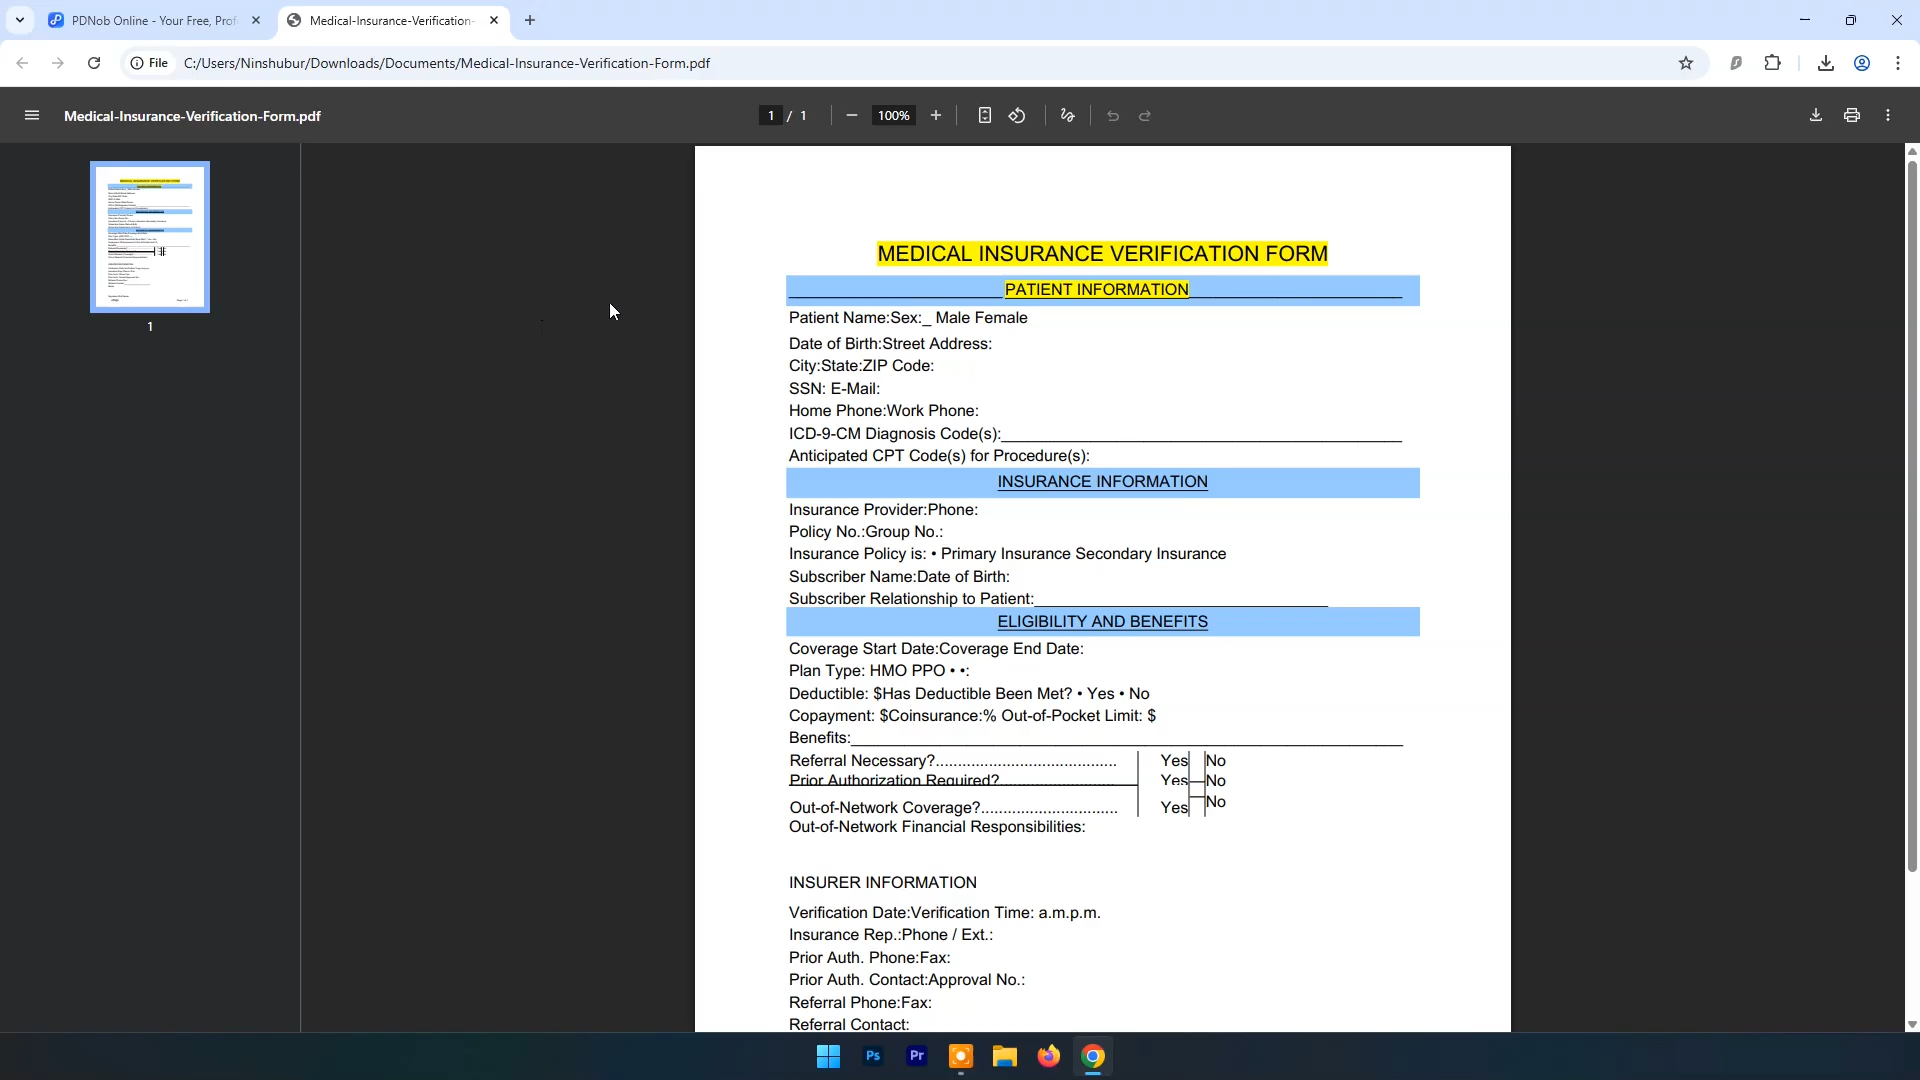 PDNob Online - Your Free, Prof
Medical-Insurance-Verification-
File
C:/Users/Ninshubur/Downloads/Documents/Medical-Insurance-Verification-Form.pdf
Medical-Insurance-Verification-Form.pdf
1 / 1
100%
1
MEDICAL INSURANCE VERIFICATION FORM
PATIENT INFORMATION
Patient Name:Sex:_ Male Female
Date of Birth:Street Address:
City:State:ZIP Code:
SSN: E-Mail:
Home Phone:Work Phone:
ICD-9-CM Diagnosis Code(s):
Anticipated CPT Code(s) for Procedure(s):
INSURANCE INFORMATION
Insurance Provider:Phone:
Policy No.:Group No.:
Insurance Policy is: • Primary Insurance Secondary Insurance
Subscriber Name:Date of Birth:
Subscriber Relationship to Patient:
ELIGIBILITY AND BENEFITS
Coverage Start Date:Coverage End Date:
Plan Type: HMO PPO • •:
Deductible: $Has Deductible Been Met? • Yes • No
Copayment: $Coinsurance:% Out-of-Pocket Limit: $
Benefits:
Referral Necessary?......................................... Yes No
Prior Authorization Required?.......................... Yes No
Out-of-Network Coverage?............................... Yes No
Out-of-Network Financial Responsibilities:
INSURER INFORMATION
Verification Date:Verification Time: a.m.p.m.
Insurance Rep.:Phone / Ext.:
Prior Auth. Phone:Fax:
Prior Auth. Contact:Approval No.:
Referral Phone:Fax:
Referral Contact:
Ps
Pr